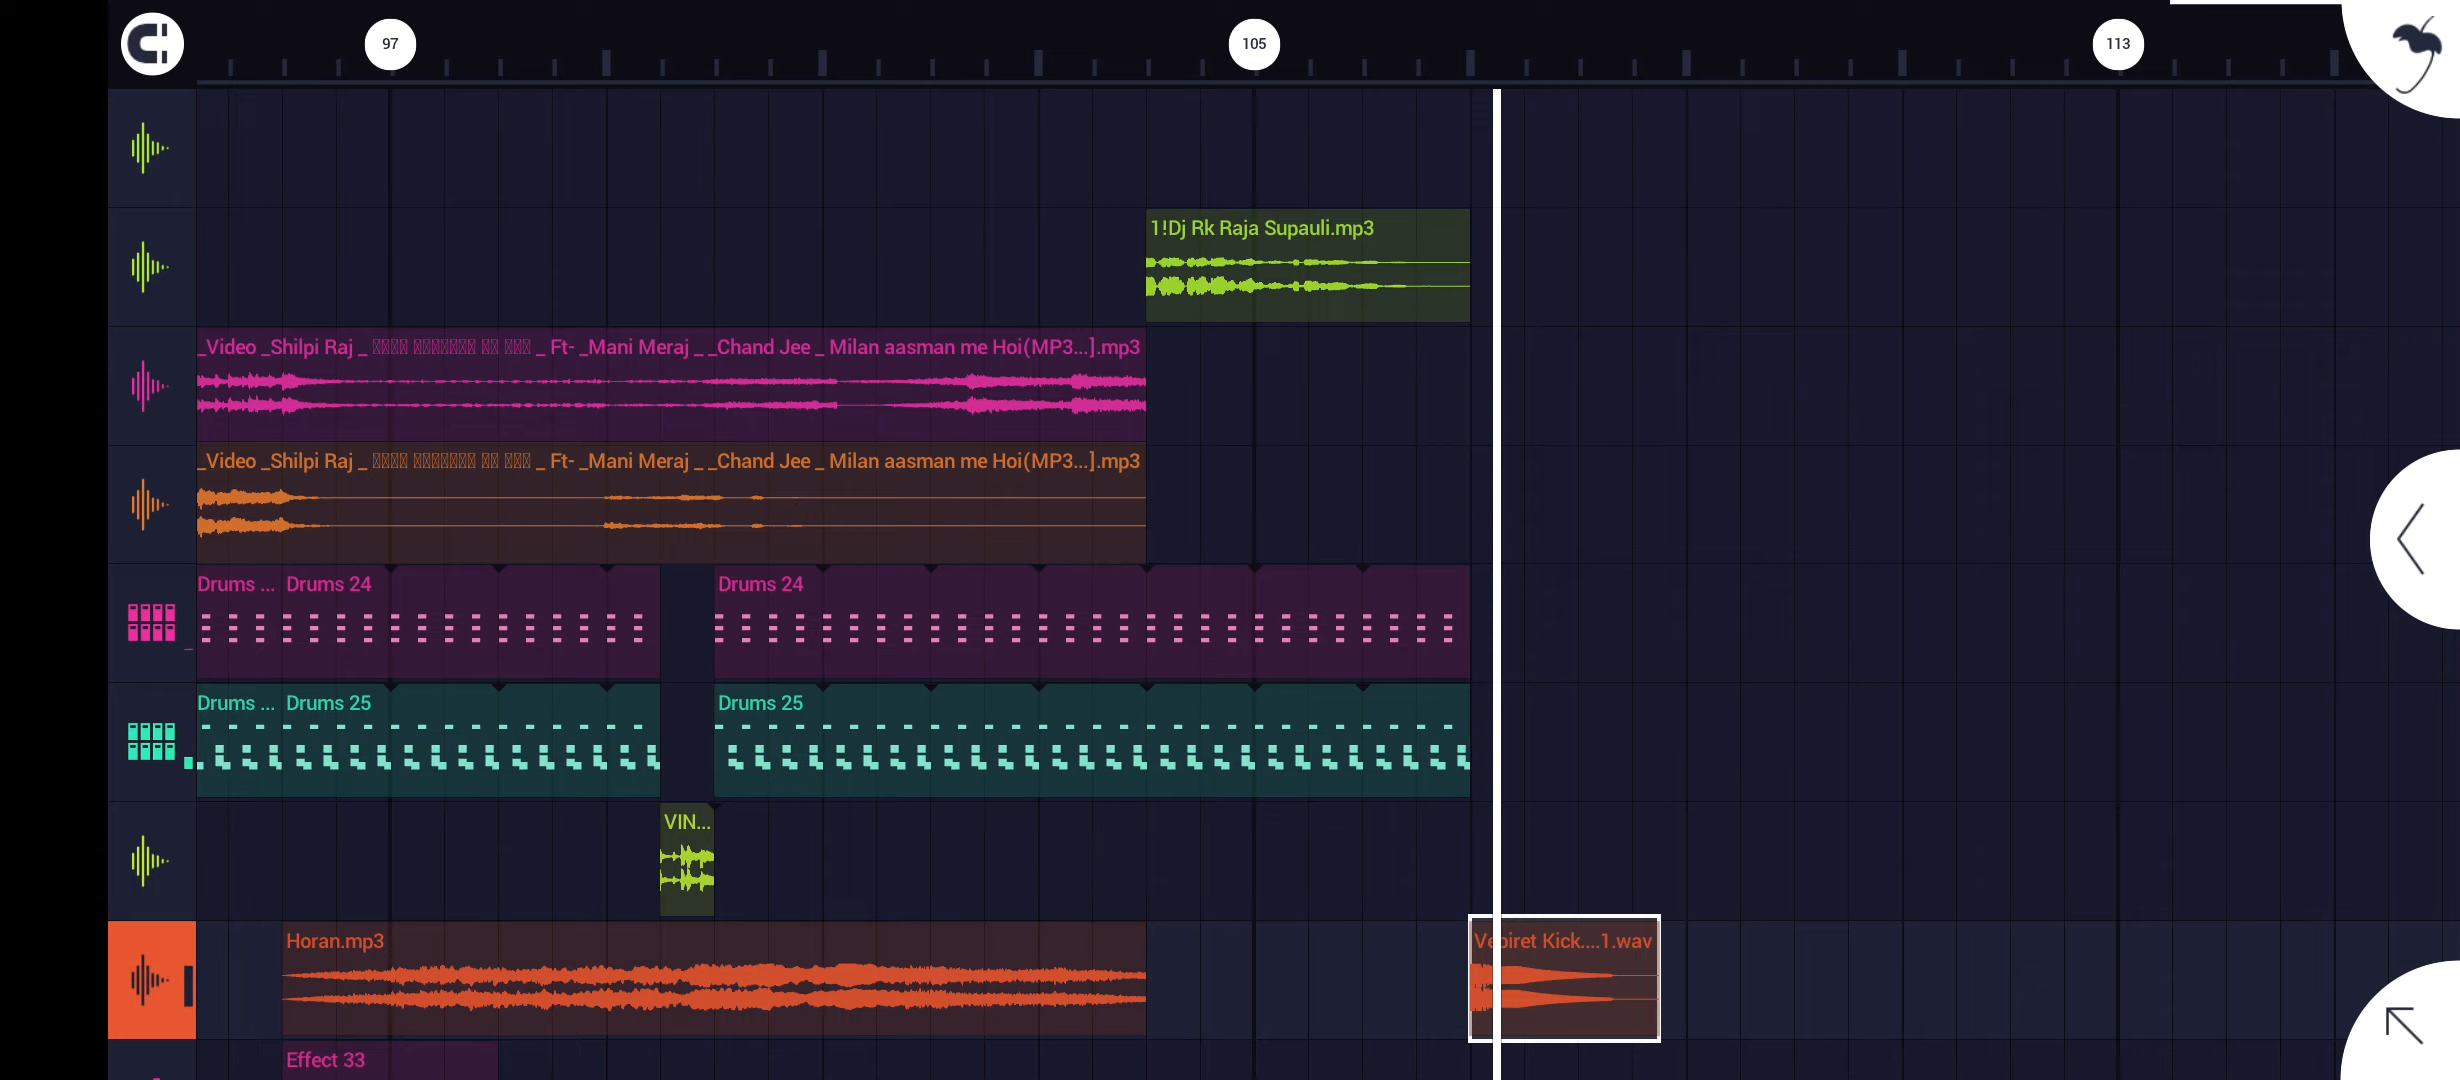 97 105 113
1!Dj Rk Raja Supauli.mp3
_Video _Shilpi Raj _ _ Ft- _Mani Meraj _ _Chand Jee _ Milan aasman me Hoi(MP3...].mp3
_Video _Shilpi Raj _ _ Ft- _Mani Meraj _ _Chand Jee _ Milan aasman me Hoi(MP3...].mp3
Drums ... Drums 24 Drums 24
Drums ... Drums 25 Drums 25
VIN...
Horan.mp3 Kick....1.wav
Effect 33